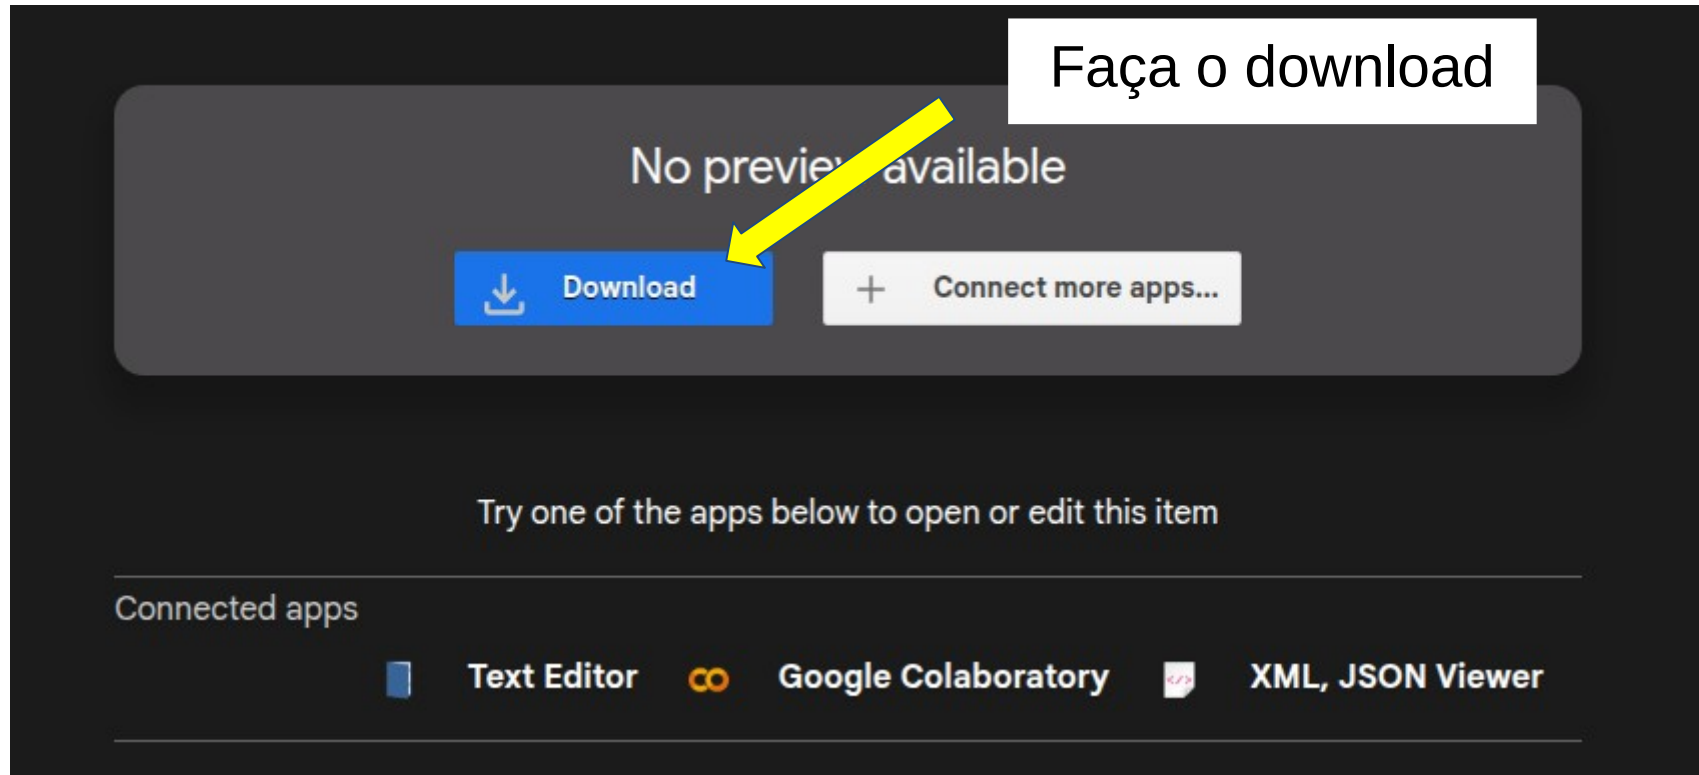 Faça o download
No preview available
Download
Connect more apps...
Try one of the apps below to open or edit this item
Connected apps
Text Editor
Google Colaboratory
XML, JSON Viewer